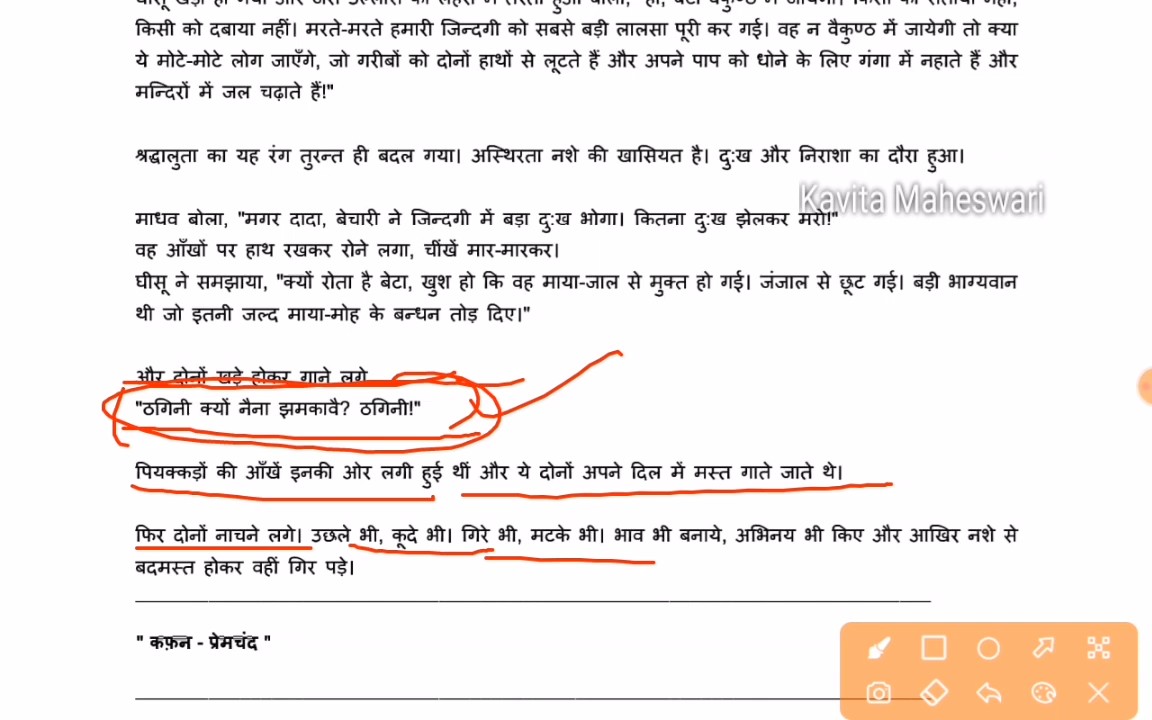 किसी को दबाया नहीं। मरते-मरते हमारी जिन्दगी को सबसे बड़ी लालसा पूरी कर गई। वह न वैकुण्ठ में जायेगी तो क्या
ये मोटे-मोटे लोग जाएँगे, जो गरीबों को दोनों हाथों से लूटते हैं और अपने पाप को धोने के लिए गंगा में नहाते हैं और
मन्दिरों में जल चढ़ाते हैं!"
श्रद्धालुता का यह रंग तुरन्त ही बदल गया। अस्थिरता नशे की खासियत है। दु:ख और निराशा का दौरा हुआ।
Kavita Maheswari
माधव बोला, "मगर दादा, बेचारी ने जिन्दगी में बड़ा दु:ख भोगा। कितना दु:ख झेलकर मरी!"
वह आँखों पर हाथ रखकर रोने लगा, चींखें मार-मारकर।
घीसू ने समझाया, "क्यों रोता है बेटा, खुश हो कि वह माया-जाल से मुक्त हो गई। जंजाल से छूट गई। बड़ी भाग्यवान
थी जो इतनी जल्द माया-मोह के बन्धन तोड़ दिए।"
और दोनों खड़े होकर गाने लगे
"ठगिनी क्यों नैना झमकावै? ठगिनी!"
पियक्कड़ों की आँखें इनकी ओर लगी हुई थीं और ये दोनों अपने दिल में मस्त गाते जाते थे।
फिर दोनों नाचने लगे। उछले भी, कूदे भी। गिरे भी, मटके भी। भाव भी बनाये, अभिनय भी किए और आखिर नशे से
बदमस्त होकर वहीं गिर पड़े।
" कफ़न - प्रेमचंद "